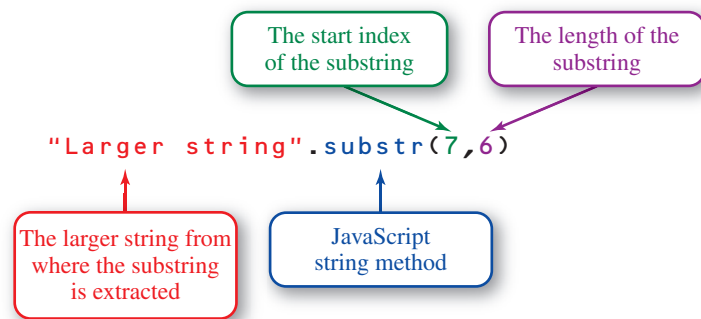 The start index
of the substring
The length of the
substring
"Larger string".substr(7,6)
The larger string from
where the substring
is extracted
JavaScript
string method